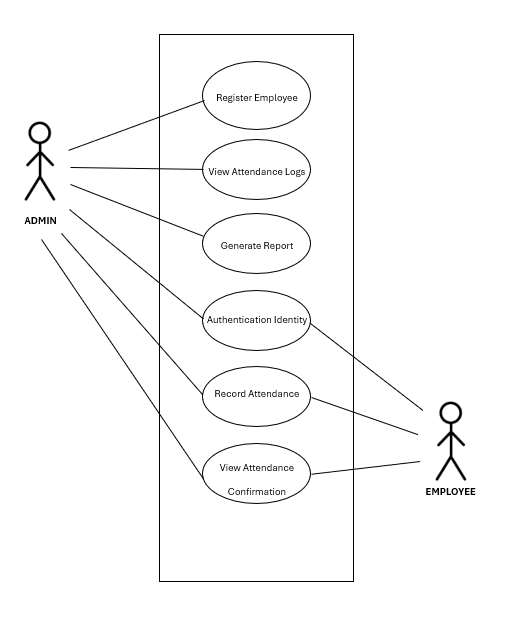 Register Employee
View Attendance Logs
ADMIN
Generate Report
Authentication Identity
Record Attendance
View Attendance
Confirmation
EMPLOYEE